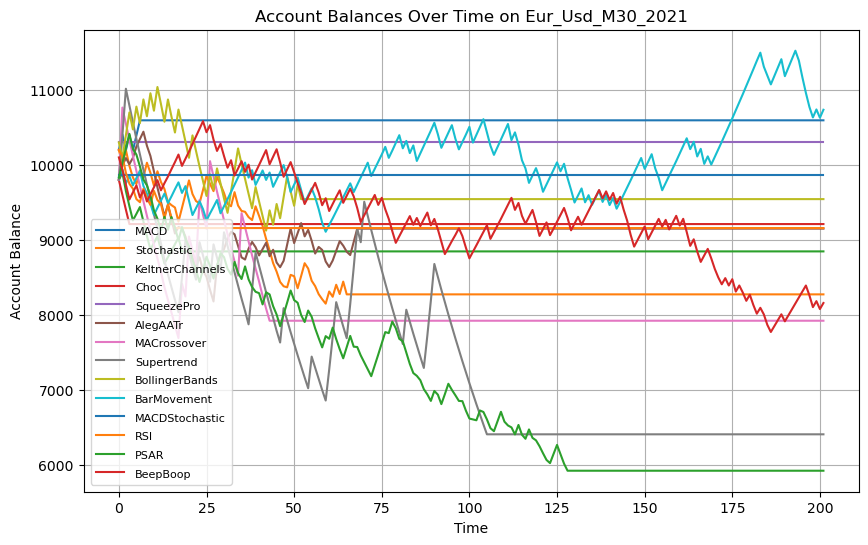 Account Balances Over Time on Eur_Usd_M30_2021
Account Balance
11000
10000
9000
8000
7000
6000
MACD
Stochastic
KeltnerChannels
Choc
SqueezePro
AlegAATr
MACrossover
Supertrend
BollingerBands
BarMovement
MACDStochastic
RSI
PSAR
BeepBoop
0 25 50 75 100 125 150 175 200
Time